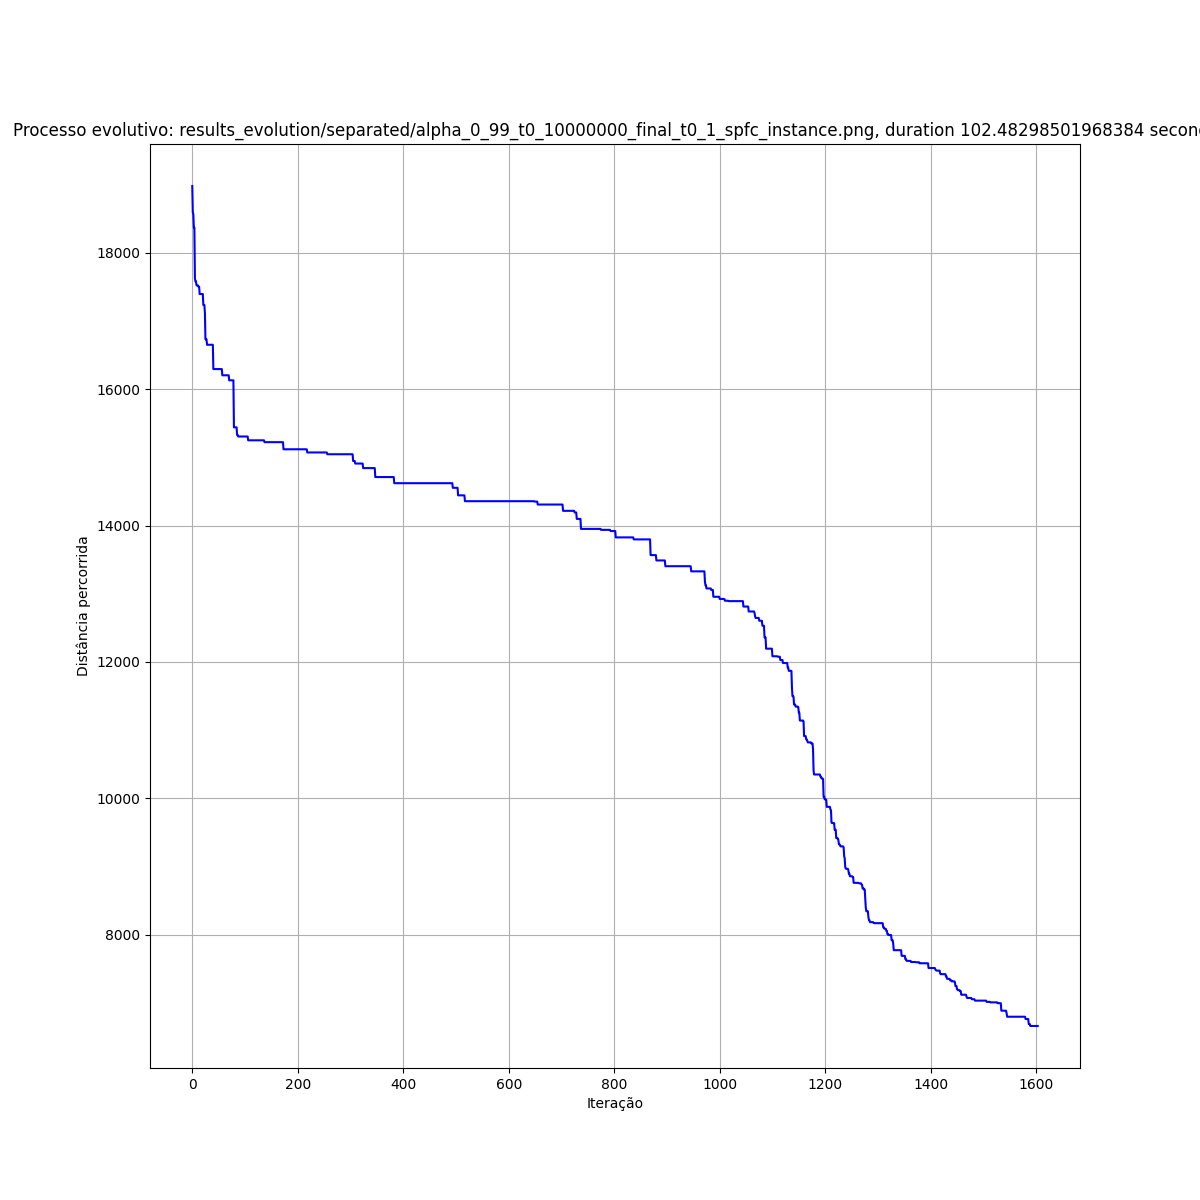 Processo evolutivo: results_evolution/separated/alpha_0_99_t0_10000000_final_t0_1_spfc_instance.png, duration 102.48298501968384 secon
18000
16000
14000
12000
10000
8000
Distância percorrida
0 200 400 600 800 1000 1200 1400 1600
Iteração